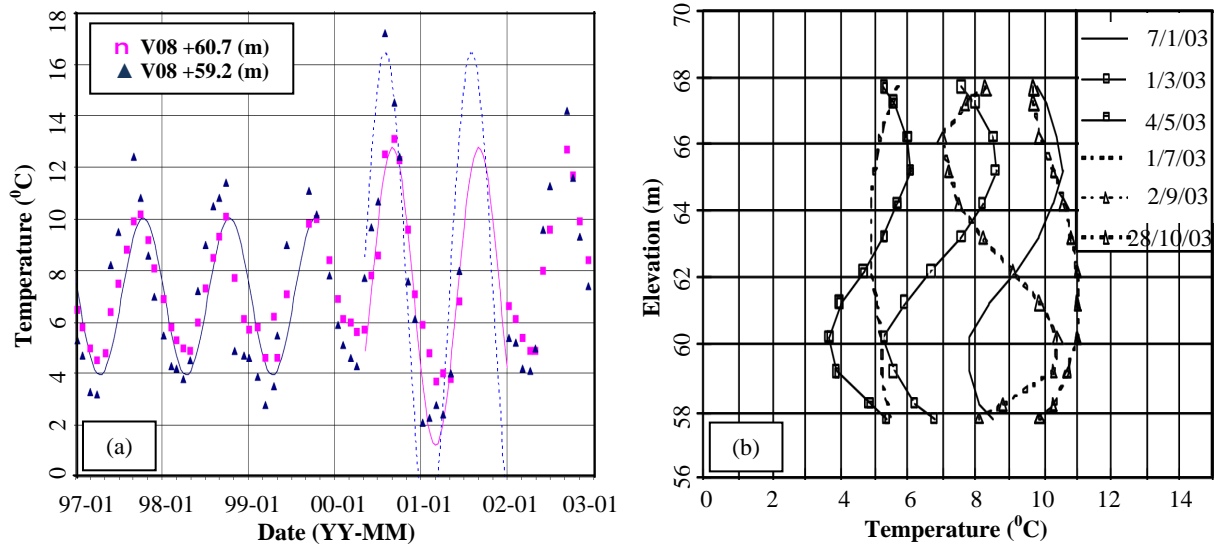 18
16
14
12
10
8
6
4
2
0
Temperature (⁰C)
n V08 +60.7 (m)
▲ V08 +59.2 (m)
(a)
97-01 98-01 99-01 00-01 01-01 02-01 03-01
Date (YY-MM)
70
68
66
64
62
60
58
56
Elevation (m)
7/1/03
1/3/03
4/5/03
1/7/03
2/9/03
28/10/03
(b)
0 2 4 6 8 10 15
Temperature (⁰C)